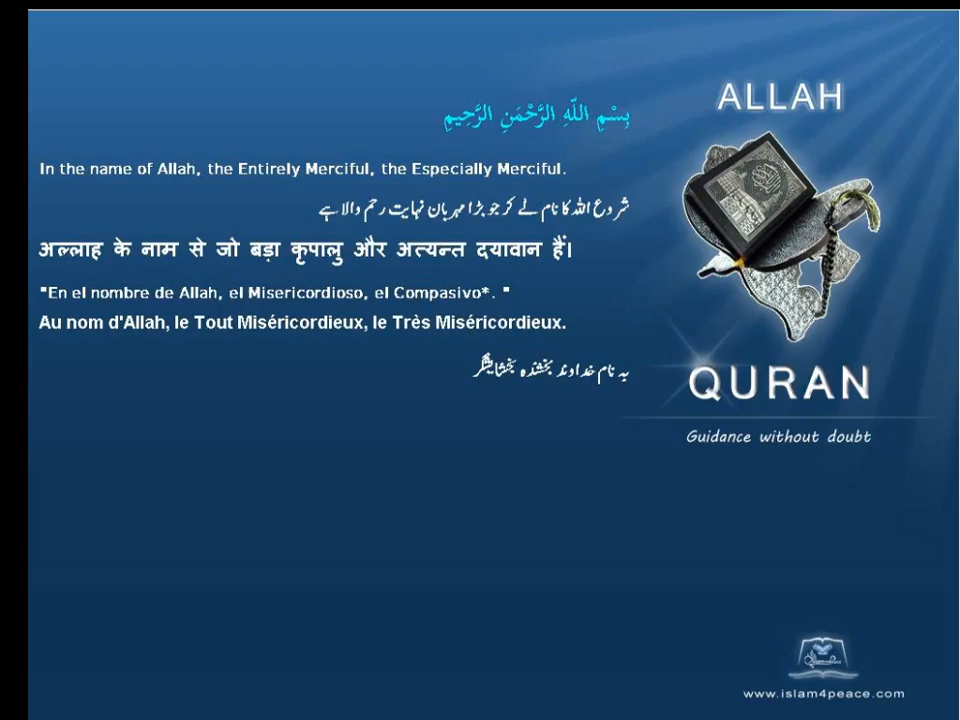 بِسْمِ اللَّهِ الرَّحْمَنِ الرَّحِيمِ
In the name of Allah, the Entirely Merciful, the Especially Merciful.
شروع الله کا نام لے کر جو بڑا مہربان نہایت رحم والا ہے
अल्लाह के नाम से जो बड़ा कृपालु और अत्यन्त दयावान हैं।
"En el nombre de Allah, el Misericordioso, el Compasivo*. "
Au nom d'Allah, le Tout Miséricordieux, le Très Miséricordieux.
به نام خداوند بخشنده بخشایشگر
ALLAH
QURAN
Guidance without doubt
www.islam4peace.com